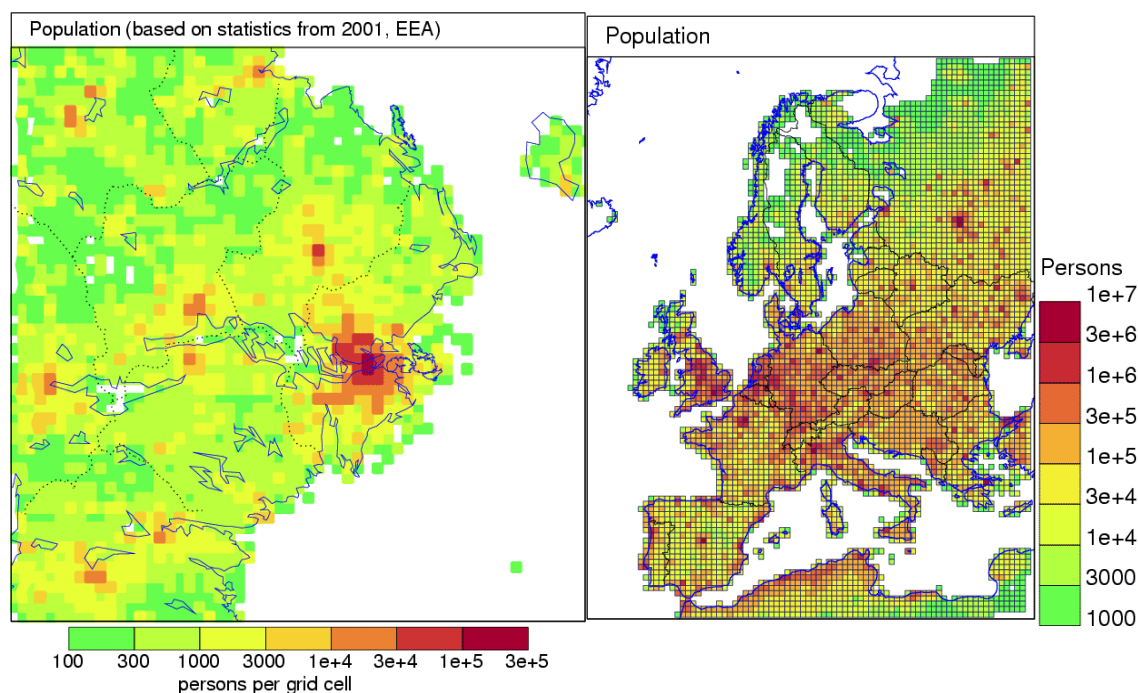 Population (based on statistics from 2001, EEA)
100 300 1000 3000 1e+4 3e+4 1e+5 3e+5
persons per grid cell
Population
Persons
1e+7
3e+6
1e+6
3e+5
1e+5
3e+4
1e+4
3000
1000